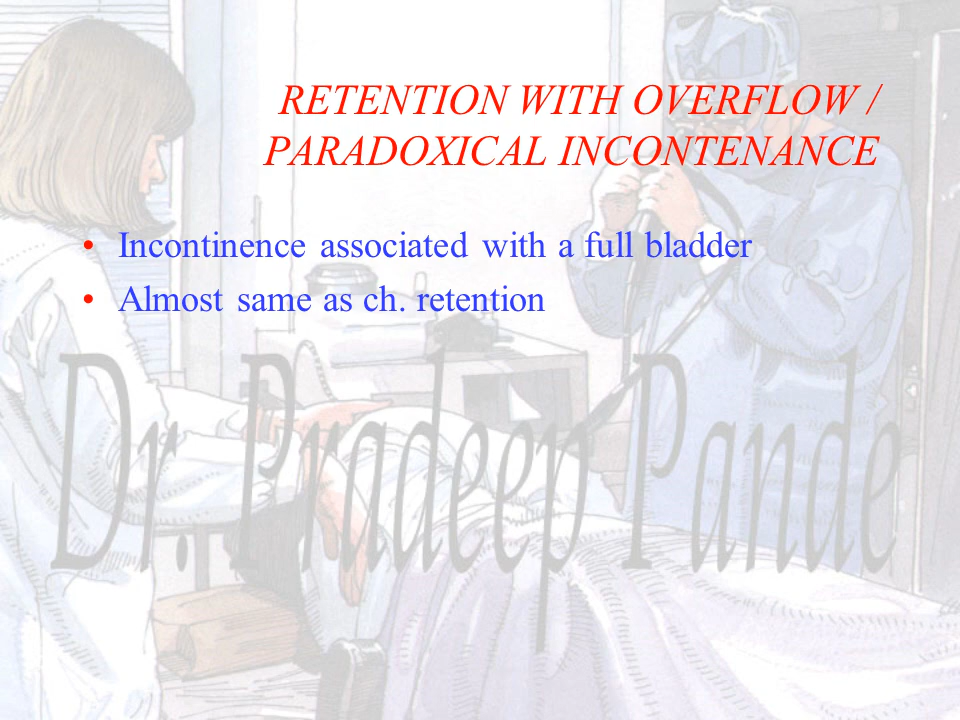 RETENTION WITH OVERFLOW /
PARADOXICAL INCONTENANCE
• Incontinence associated with a full bladder
• Almost same as ch. retention
Dr. Pradeep Pande